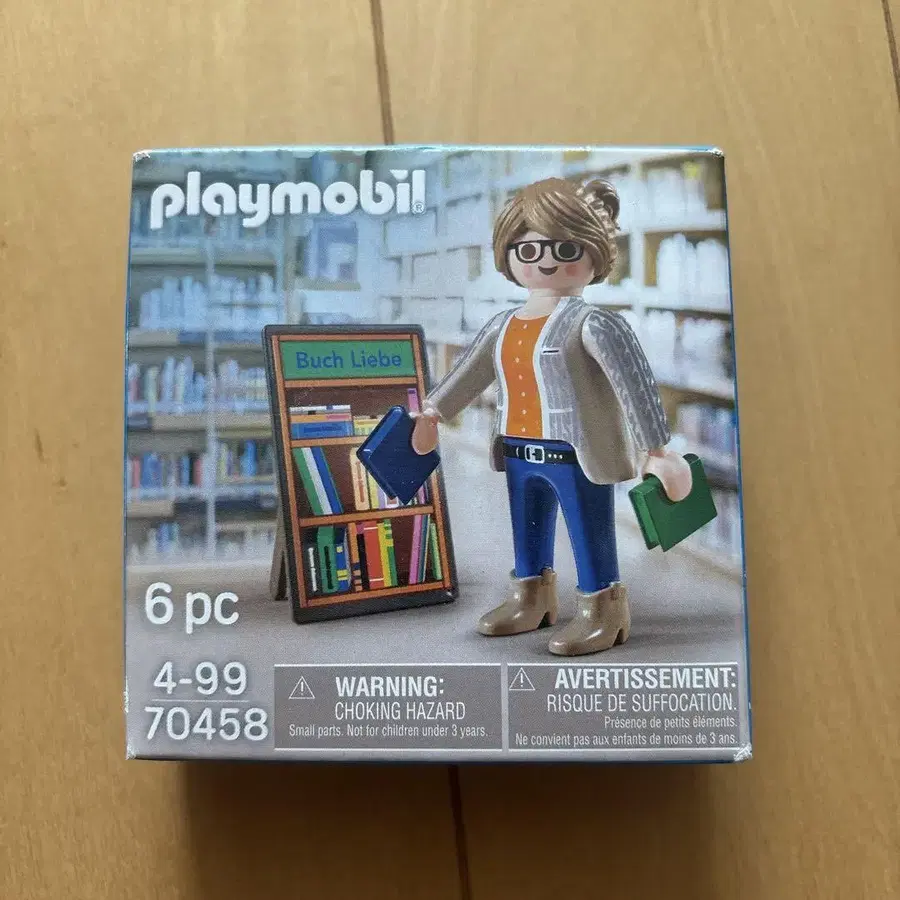 playmobil®
Buch Liebe
6 pc
4-99
70458
WARNING:
CHOKING HAZARD
Small parts. Not for children under 3 years.
AVERTISSEMENT:
RISQUE DE SUFFOCATION.
Présence de petits éléments.
Ne convient pas aux enfants de moins de 3 ans.